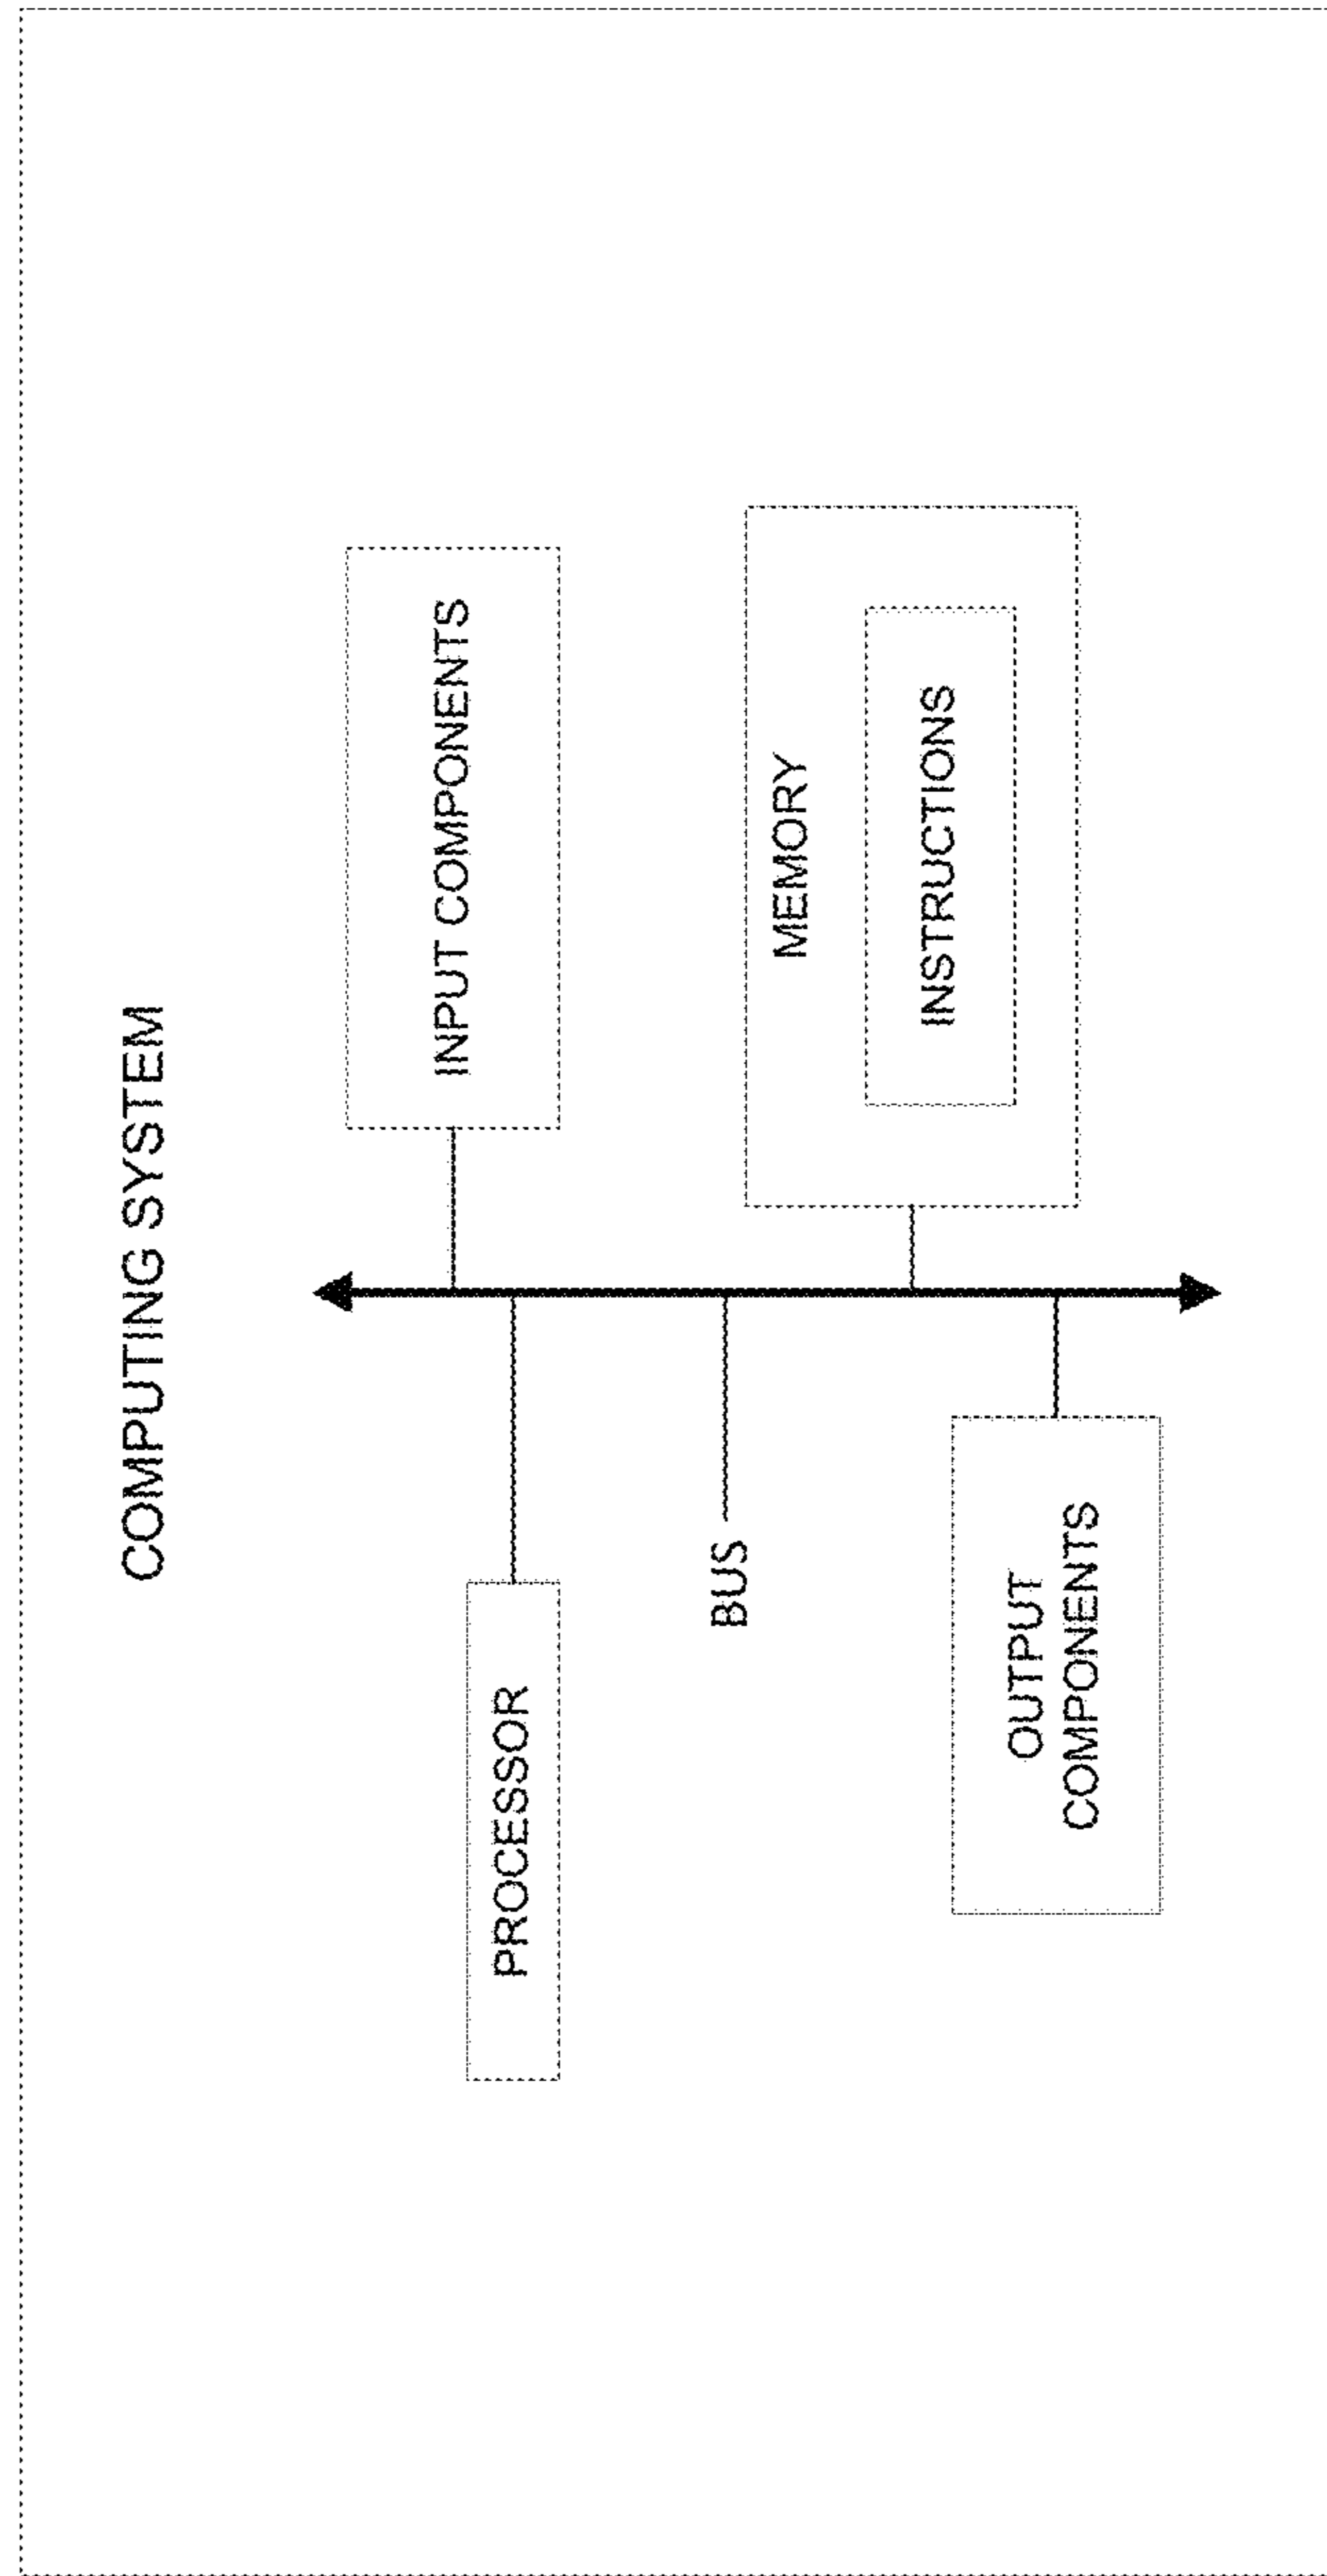 COMPUTING SYSTEM
INPUT COMPONENTS
PROCESSOR
BUS
MEMORY
INSTRUCTIONS
OUTPUT
COMPONENTS